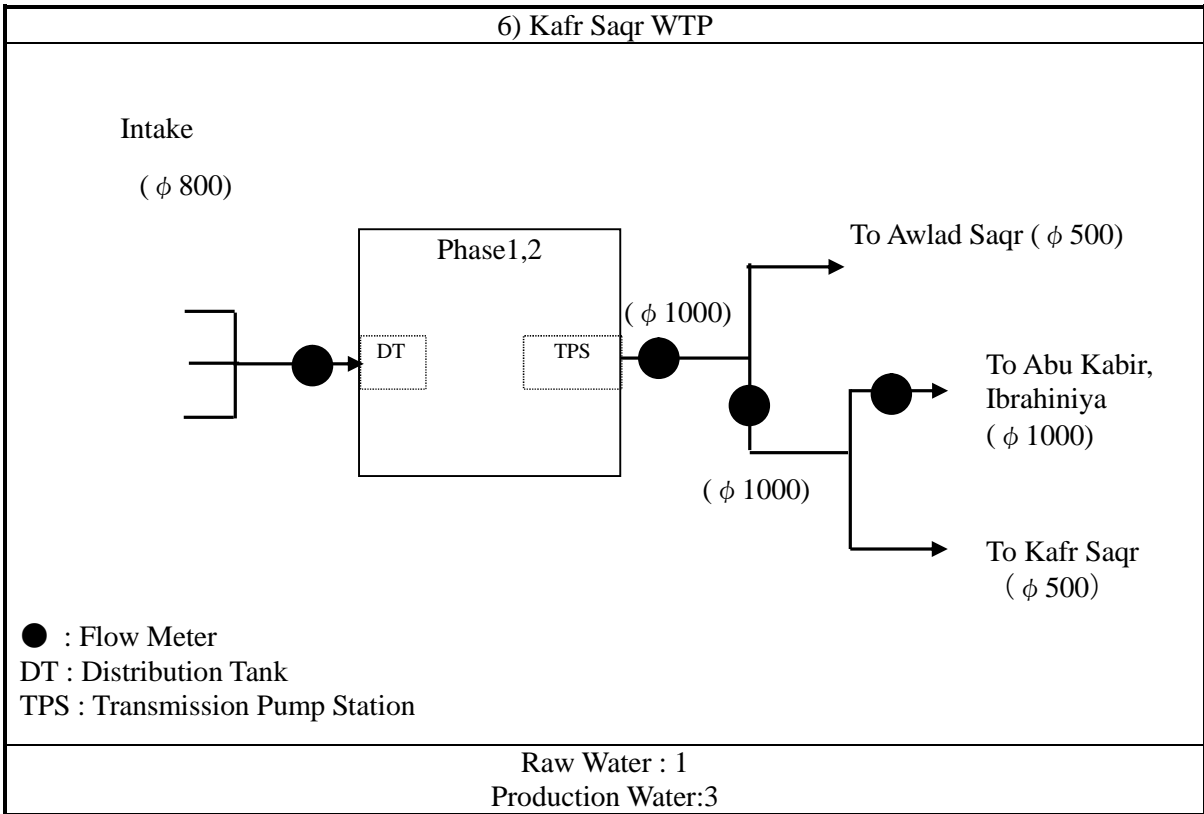 6) Kafr Saqr WTP
Intake
( φ 800)
Phase1,2
DT
TPS
( φ 1000)
To Awlad Saqr ( φ 500)
To Abu Kabir,
Ibrahiniya
( φ 1000)
( φ 1000)
To Kafr Saqr
( φ 500)
● : Flow Meter
DT : Distribution Tank
TPS : Transmission Pump Station
Raw Water : 1
Production Water:3